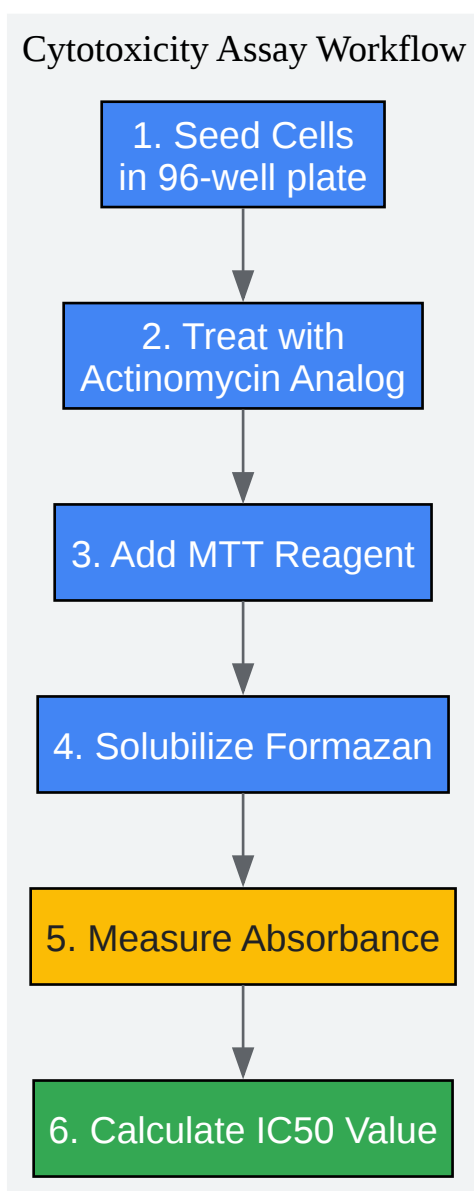 Cytotoxicity Assay Workflow
1. Seed Cells
in 96-well plate
2. Treat with
Actinomycin Analog
3. Add MTT Reagent
4. Solubilize Formazan
5. Measure Absorbance
6. Calculate IC50 Value